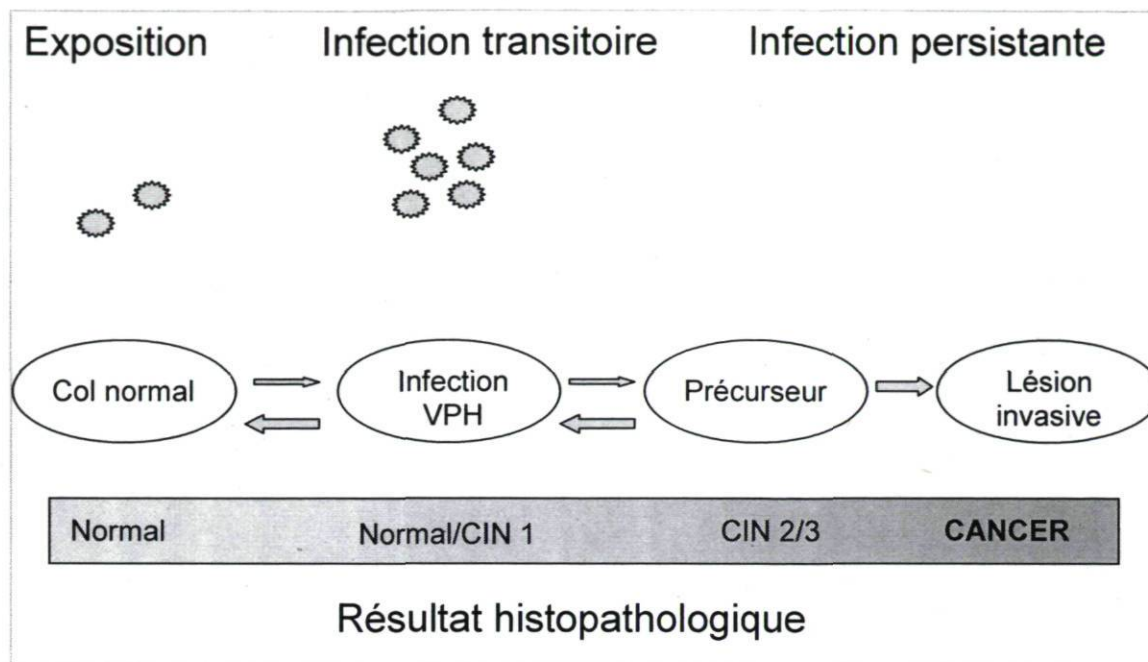 Exposition
Infection transitoire
Infection persistante
Col normal
Infection
VPH
Précurseur
Lésion
invasive
Normal
Normal/CIN 1
CIN 2/3
CANCER
Résultat histopathologique